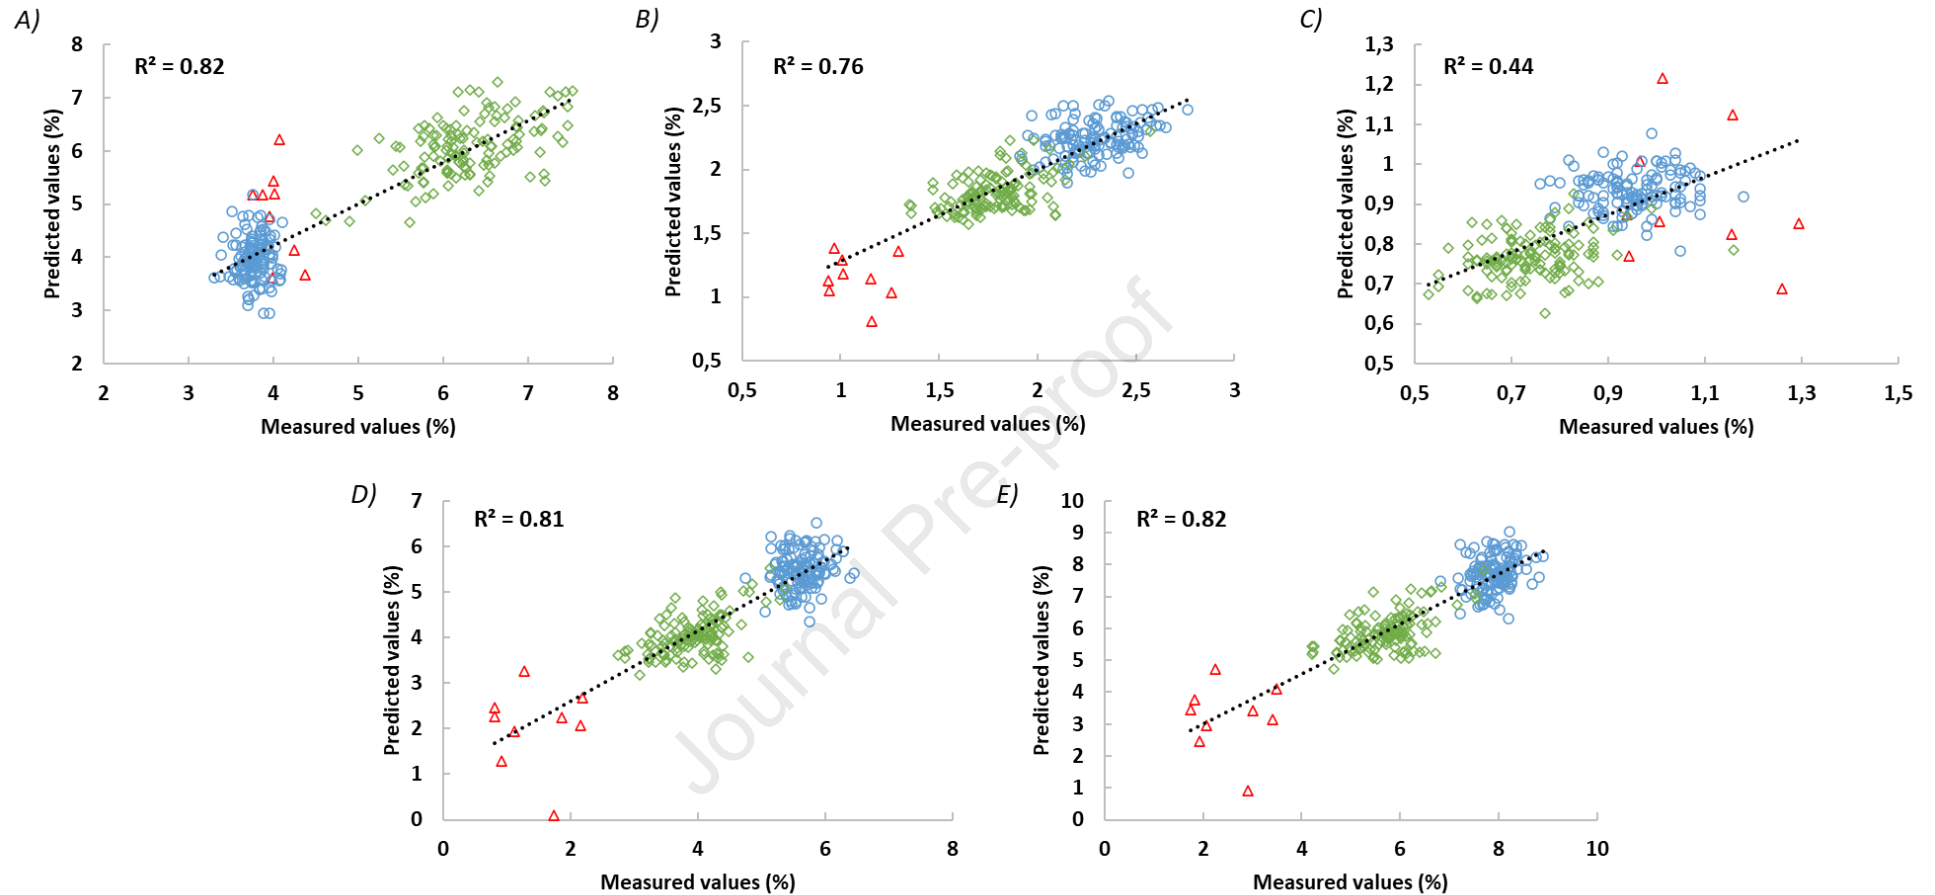 A)
R² = 0.82
Predicted values (%)
8
7
6
5
4
3
2
2 3 4 5 6 7 8
Measured values (%)
B)
R² = 0.76
Predicted values (%)
3
2,5
2
1,5
1
0,5
0,5 1 1,5 2 2,5 3
Measured values (%)
C)
R² = 0.44
Predicted values (%)
1,3
1,2
1,1
1
0,9
0,8
0,7
0,6
0,5
0,5 0,7 0,9 1,1 1,3 1,5
Measured values (%)
D)
R² = 0.81
Predicted values (%)
7
6
5
4
3
2
1
0
0 2 4 6 8
Measured values (%)
E)
R² = 0.82
Predicted values (%)
10
9
8
7
6
5
4
3
2
1
0
0 2 4 6 8 10
Measured values (%)
Journal Pre-proof